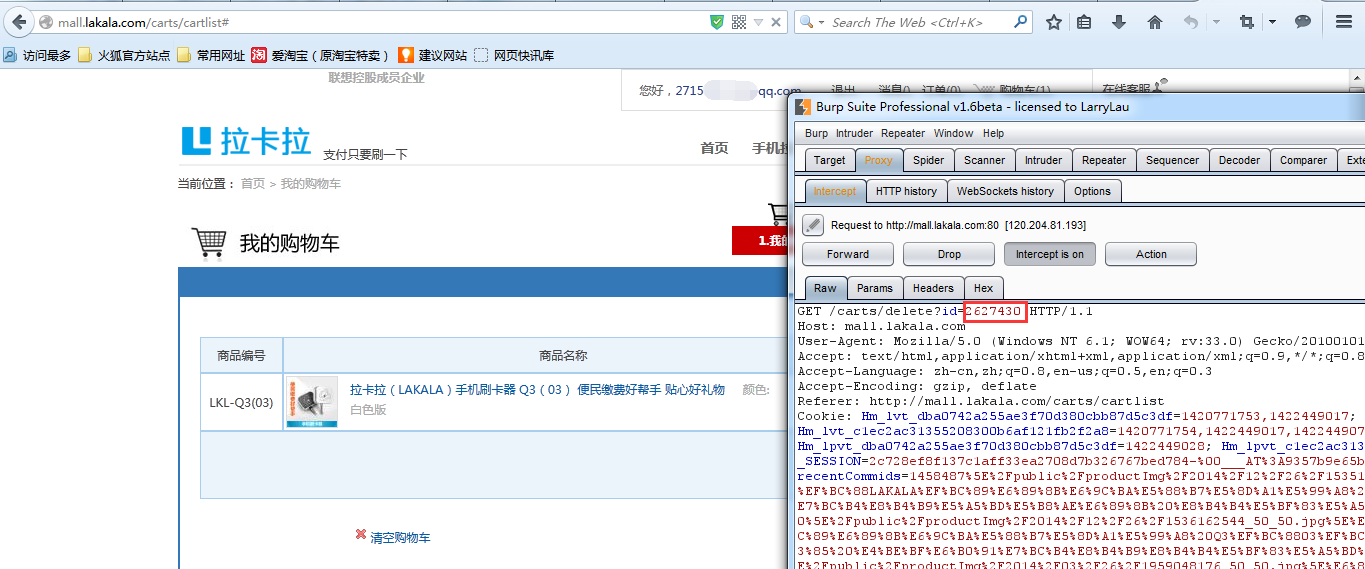 mall.lakala.com/carts/cartlist#
Search The Web <Ctrl+K>
访问最多 火狐官方站点 常用网址 爱淘宝（原淘宝特卖） 建议网站 网页快讯库
联想控股成员企业
您好，2715 qq.com 退出 消息() 订单(0) 购物车(1) 在线客服
拉卡拉 支付只要刷一下
首页 手机
当前位置： 首页 > 我的购物车
我的购物车
1.我的
商品编号 商品名称
LKL-Q3(03) 拉卡拉（LAKALA）手机刷卡器 Q3（03） 便民缴费好帮手 贴心好礼物 颜色:
白色版
清空购物车
Burp Suite Professional v1.6beta - licensed to LarryLau
Burp Intruder Repeater Window Help
Target Proxy Spider Scanner Intruder Repeater Sequencer Decoder Comparer Exte
Intercept HTTP history WebSockets history Options
Request to http://mall.lakala.com:80 [120.204.81.193]
Forward Drop Intercept is on Action
Raw Params Headers Hex
GET /carts/delete?id=2627430 HTTP/1.1
Host: mall.lakala.com
User-Agent: Mozilla/5.0 (Windows NT 6.1; WOW64; rv:33.0) Gecko/20100101
Accept: text/html,application/xhtml+xml,application/xml;q=0.9,*/*;q=0.8
Accept-Language: zh-cn,zh;q=0.8,en-us;q=0.5,en;q=0.3
Accept-Encoding: gzip, deflate
Referer: http://mall.lakala.com/carts/cartlist
Cookie: Hm_lvt_dba0742a255ae3f70d380cbb87d5c3df=1420771753,1422449017;
Hm_lvt_c1ec2ac31355208300b6af121fb2f2a8=1420771754,1422449017,14224490​7
Hm_lpvt_dba0742a255ae3f70d380cbb87d5c3df=1422449028; Hm_lpvt_c1ec2ac313
_SESSION=2c728ef8f137c1aff33ea2708d7b326767bed784-%00___AT%3A9357b9e65b
recentCommids=1458487%5E%2Fpublic%2FproductImg%2F2014%2F12%2F26%2F15351
%EF%BC%88LAKALA%EF%BC%89%E6%89%8B%E6%9C%BA%E5%88%B7%E5%8D%A1%E5%99%A8%2
E7%BC%B4%E8%B4%B9%E5%A5%BD%E5%B8%AE%E6%89%8B%20%E8%B4%B4%E5%BF%83%E5%A5
0%5E%2Fpublic%2FproductImg%2F2014%2F12%2F26%2F1536162544_50_50.jpg%5E%E
C%89%E6%89%8B%E6%9C%BA%E5%88%B7%E5%8D%A1%E5%99%A8%20Q3%EF%BC%8803%EF%BC
3%85%20%E4%BE%BF%E6%B0%91%E7%BC%B4%E8%B4%B9%E8%B4%B4%E5%BF%83%E5%A5%BD%
E%2Fpublic%2FproductImg%2F2014%2F03%2F26%2F1959048176_50_50.jpg%5E%E6%8